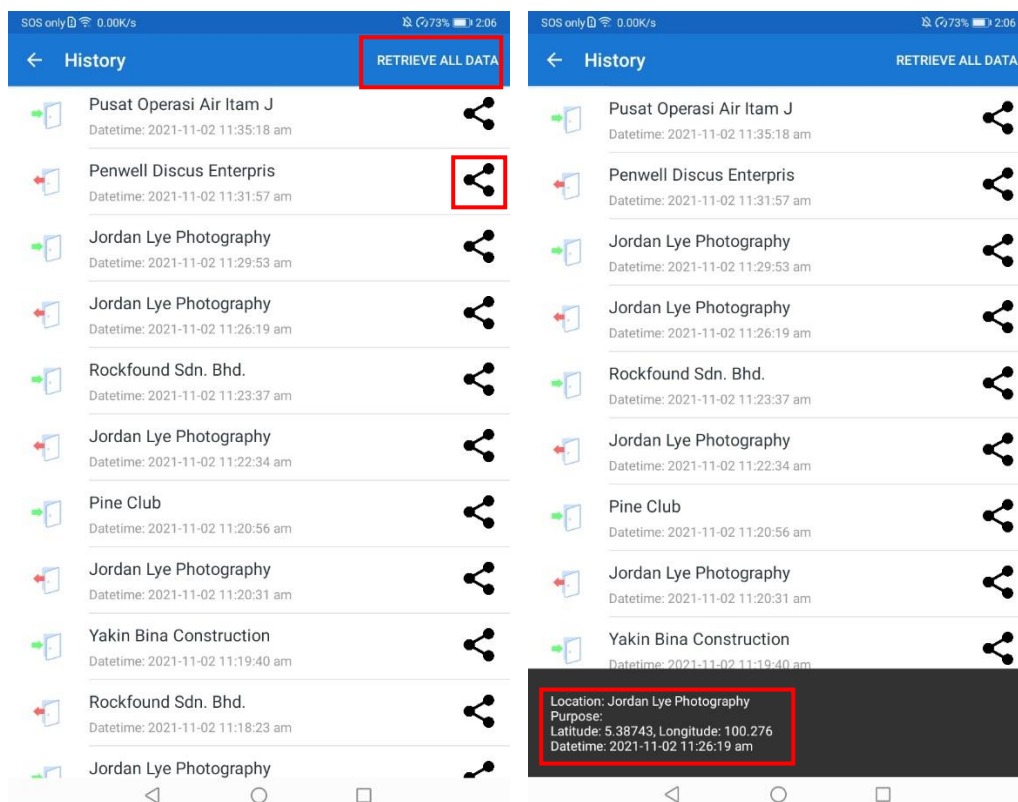 SOS only 0.00K/s 73% 2:06
History RETRIEVE ALL DATA
Pusat Operasi Air Itam J
Datetime: 2021-11-02 11:35:18 am
Penwell Discus Enterpris
Datetime: 2021-11-02 11:31:57 am
Jordan Lye Photography
Datetime: 2021-11-02 11:29:53 am
Jordan Lye Photography
Datetime: 2021-11-02 11:26:19 am
Rockfound Sdn. Bhd.
Datetime: 2021-11-02 11:23:37 am
Jordan Lye Photography
Datetime: 2021-11-02 11:22:34 am
Pine Club
Datetime: 2021-11-02 11:20:56 am
Jordan Lye Photography
Datetime: 2021-11-02 11:20:31 am
Yakin Bina Construction
Datetime: 2021-11-02 11:19:40 am
Rockfound Sdn. Bhd.
Datetime: 2021-11-02 11:18:23 am
Jordan Lye Photography
SOS only 0.00K/s 73% 2:06
History RETRIEVE ALL DATA
Pusat Operasi Air Itam J
Datetime: 2021-11-02 11:35:18 am
Penwell Discus Enterpris
Datetime: 2021-11-02 11:31:57 am
Jordan Lye Photography
Datetime: 2021-11-02 11:29:53 am
Jordan Lye Photography
Datetime: 2021-11-02 11:26:19 am
Rockfound Sdn. Bhd.
Datetime: 2021-11-02 11:23:37 am
Jordan Lye Photography
Datetime: 2021-11-02 11:22:34 am
Pine Club
Datetime: 2021-11-02 11:20:56 am
Jordan Lye Photography
Datetime: 2021-11-02 11:20:31 am
Yakin Bina Construction
Datetime: 2021-11-02 11:19:40 am
Location: Jordan Lye Photography
Purpose:
Latitude: 5.38743, Longitude: 100.276
Datetime: 2021-11-02 11:26:19 am